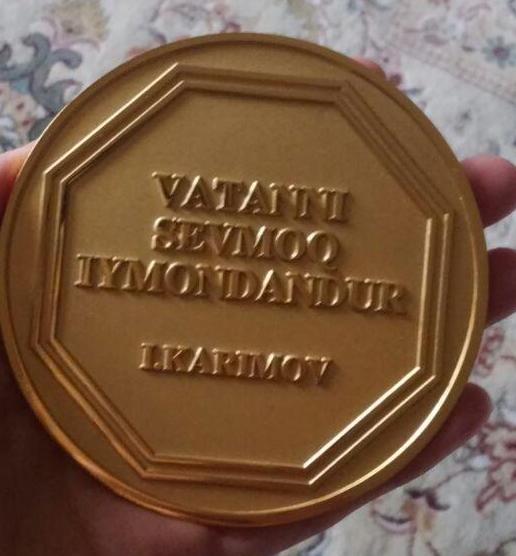 VATANNI
SEVMOQ
IYMONDANDUR
I.KARIMOV